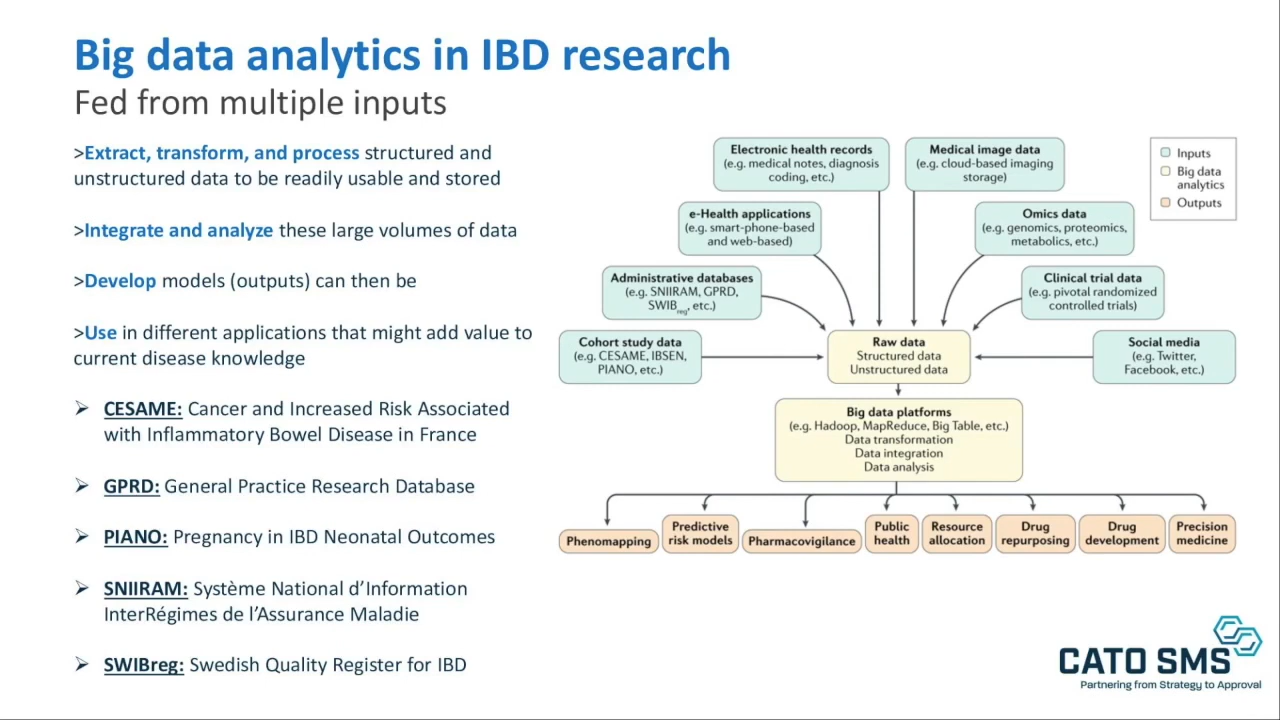 Big data analytics in IBD research
Fed from multiple inputs
>Extract, transform, and process structured and
unstructured data to be readily usable and stored
>Integrate and analyze these large volumes of data
>Develop models (outputs) can then be
>Use in different applications that might add value to
current disease knowledge
➢ CESAME: Cancer and Increased Risk Associated
with Inflammatory Bowel Disease in France
➢ GPRD: General Practice Research Database
➢ PIANO: Pregnancy in IBD Neonatal Outcomes
➢ SNIIRAM: Système National d’Information
InterRégimes de l’Assurance Maladie
➢ SWIBreg: Swedish Quality Register for IBD
Electronic health records
(e.g. medical notes, diagnosis
coding, etc.)
Medical image data
(e.g. cloud-based imaging
storage)
Inputs
Big data
analytics
Outputs
e-Health applications
(e.g. smart-phone-based
and web-based)
Omics data
(e.g. genomics, proteomics,
metabolics, etc.)
Administrative databases
(e.g. SNIIRAM, GPRD,
SWIBreg, etc.)
Clinical trial data
(e.g. pivotal randomized
controlled trials)
Cohort study data
(e.g. CESAME, IBSEN,
PIANO, etc.)
Raw data
Structured data
Unstructured data
Social media
(e.g. Twitter,
Facebook, etc.)
Big data platforms
(e.g. Hadoop, MapReduce, Big Table, etc.)
Data transformation
Data integration
Data analysis
Phenomapping
Predictive
risk models
Pharmacovigilance
Public
health
Resource
allocation
Drug
repurposing
Drug
development
Precision
medicine
CATO SMS
Partnering from Strategy to Approval